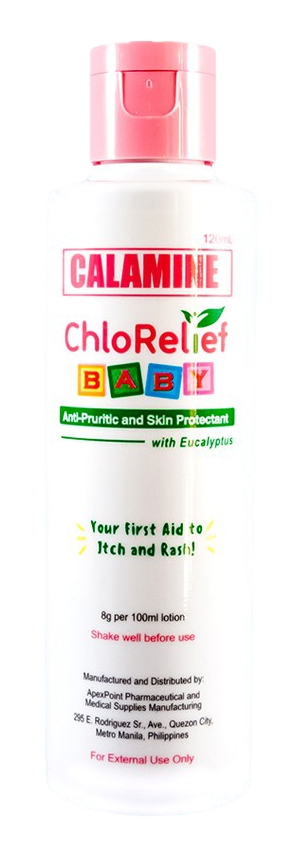 120mL
CALAMINE
ChloRelief
BABY
Anti-Pruritic and Skin Protectant
with Eucalyptus
Your First Aid to
Itch and Rash!
8g per 100ml lotion
Shake well before use
Manufactured and Distributed by:
ApexPoint Pharmaceutical and
Medical Supplies Manufacturing
295 E. Rodriguez Sr., Ave., Quezon City,
Metro Manila, Philippines
For External Use Only